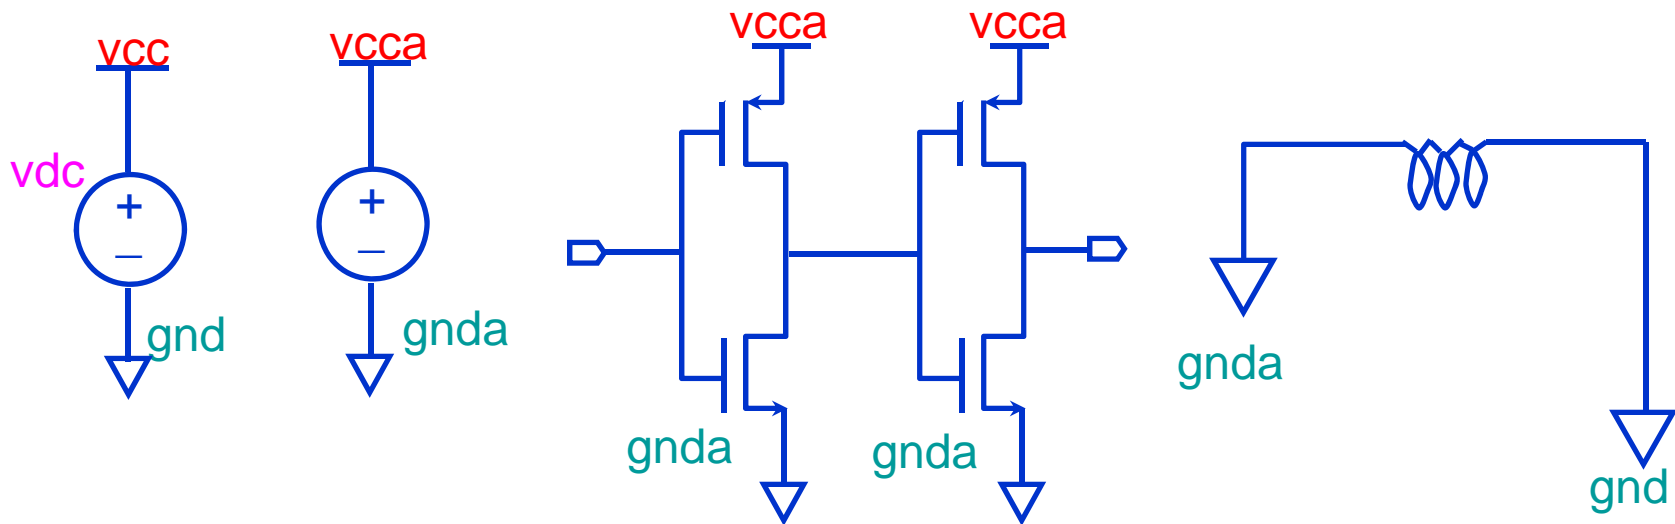 vcc
vcca
vcca
vcca
vdc
+
−
+
−
gnd
gnda
gnda
gnda
gnda
gnd